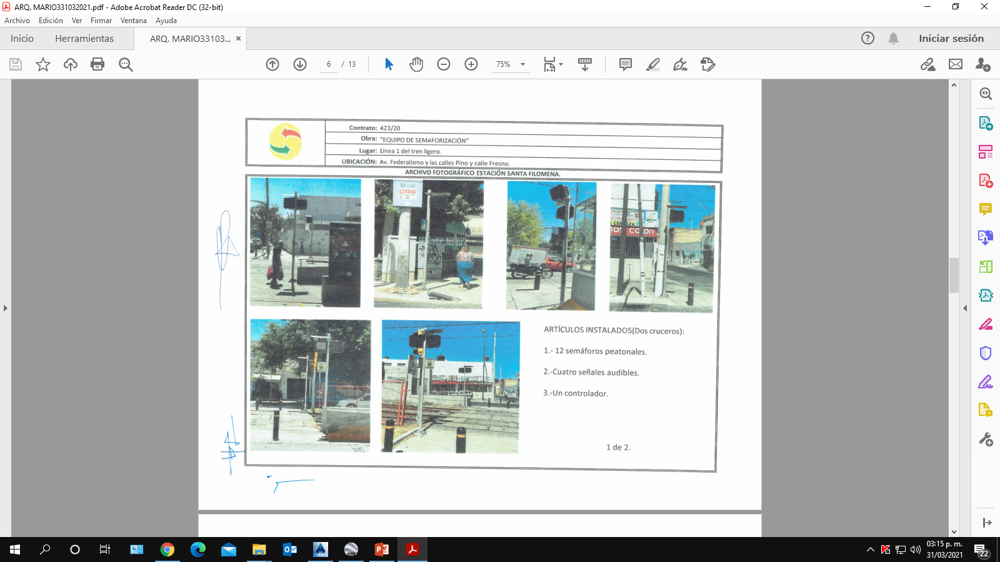 ARQ. MARIO331032021.pdf - Adobe Acrobat Reader DC (32-bit)
Archivo Edición Ver Firmar Ventana Ayuda
Inicio Herramientas ARQ. MARIO33103... × Iniciar sesión
6 / 13 75%
Contrato: 423/20
Obra: "EQUIPO DE SEMAFORIZACIÓN"
Lugar: Línea 1 del tren ligero.
UBICACIÓN: Av. Federalismo y las calles Pino y calle Fresno.
ARCHIVO FOTOGRÁFICO ESTACIÓN SANTA FILOMENA.
CERVEZA
COLON
ARTÍCULOS INSTALADOS(Dos cruceros):
1.- 12 semáforos peatonales.
2.-Cuatro señales audibles.
3.-Un controlador.
1 de 2.
03:15 p. m.
31/03/2021
22